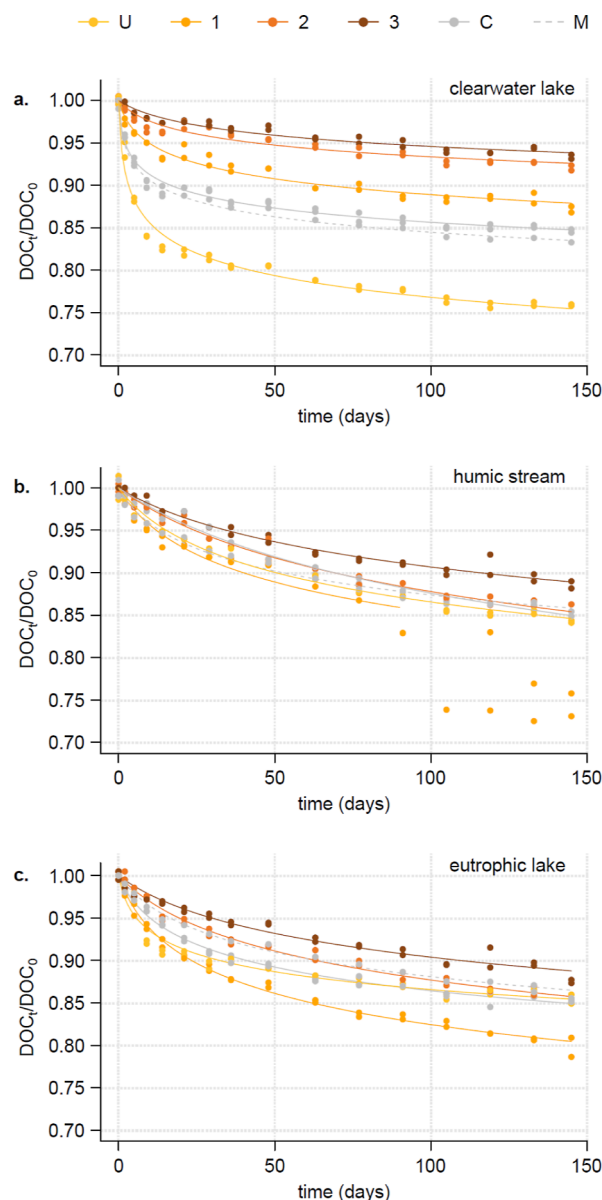 U 1 2 3 C M
a. clearwater lake
1.00
0.95
0.90
0.85
0.80
0.75
0.70
DOCt/DOC0
0 50 100 150
time (days)
b. humic stream
1.00
0.95
0.90
0.85
0.80
0.75
0.70
DOCt/DOC0
0 50 100 150
time (days)
c. eutrophic lake
1.00
0.95
0.90
0.85
0.80
0.75
0.70
DOCt/DOC0
0 50 100 150
time (days)